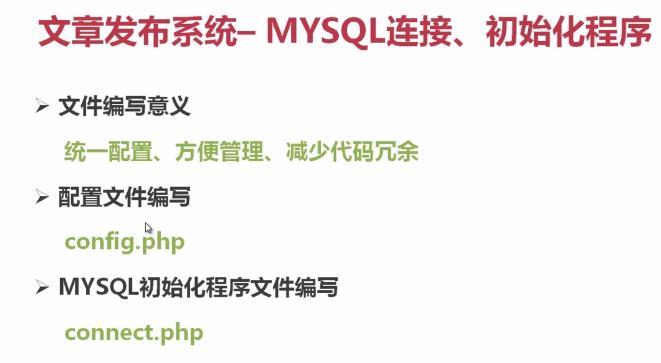 文章发布系统– MYSQL连接、初始化程序
文件编写意义
统一配置、方便管理、减少代码冗余
配置文件编写
config.php
MYSQL初始化程序文件编写
connect.php